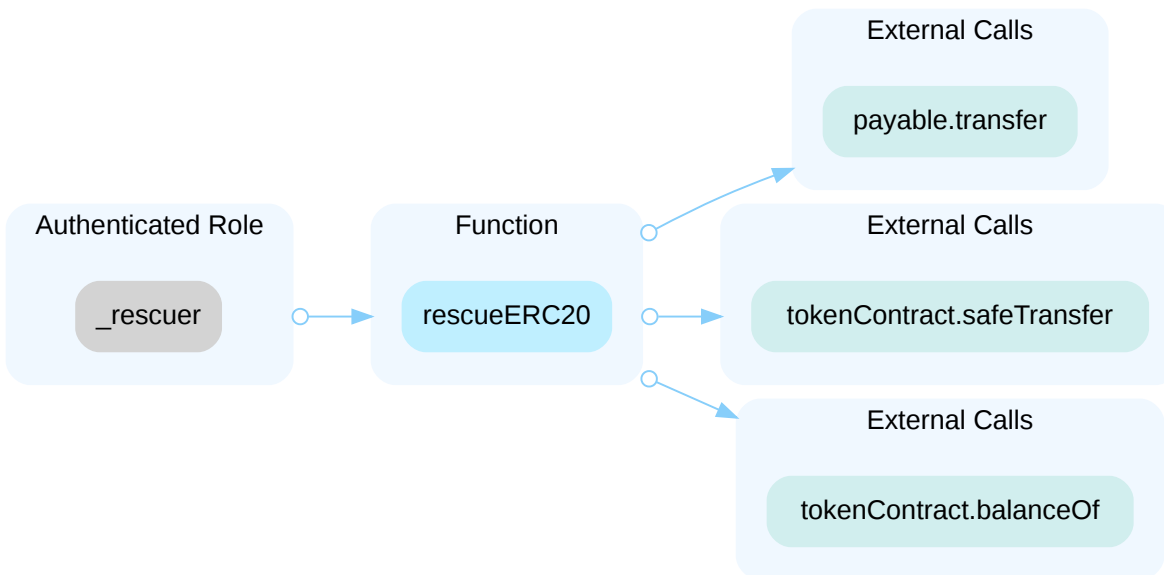 External Calls
payable.transfer
Authenticated Role
_rescuer
Function
rescueERC20
External Calls
tokenContract.safeTransfer
External Calls
tokenContract.balanceOf